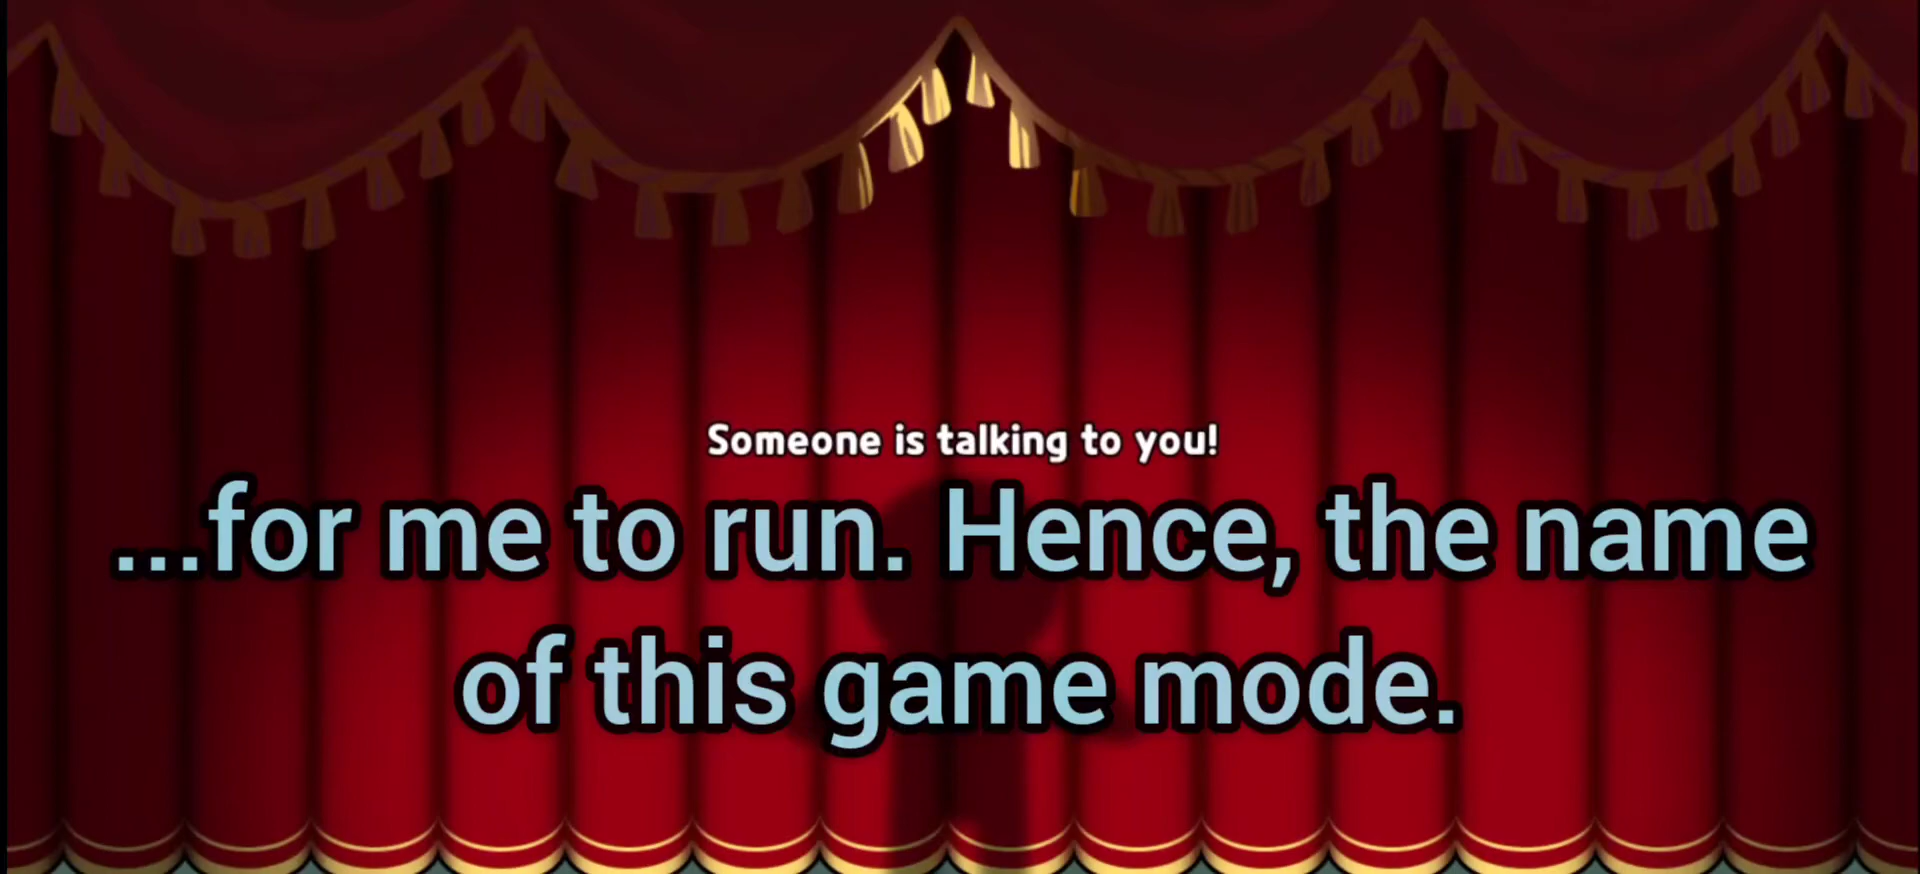 Someone is talking to you!
...for me to run. Hence, the name
of this game mode.